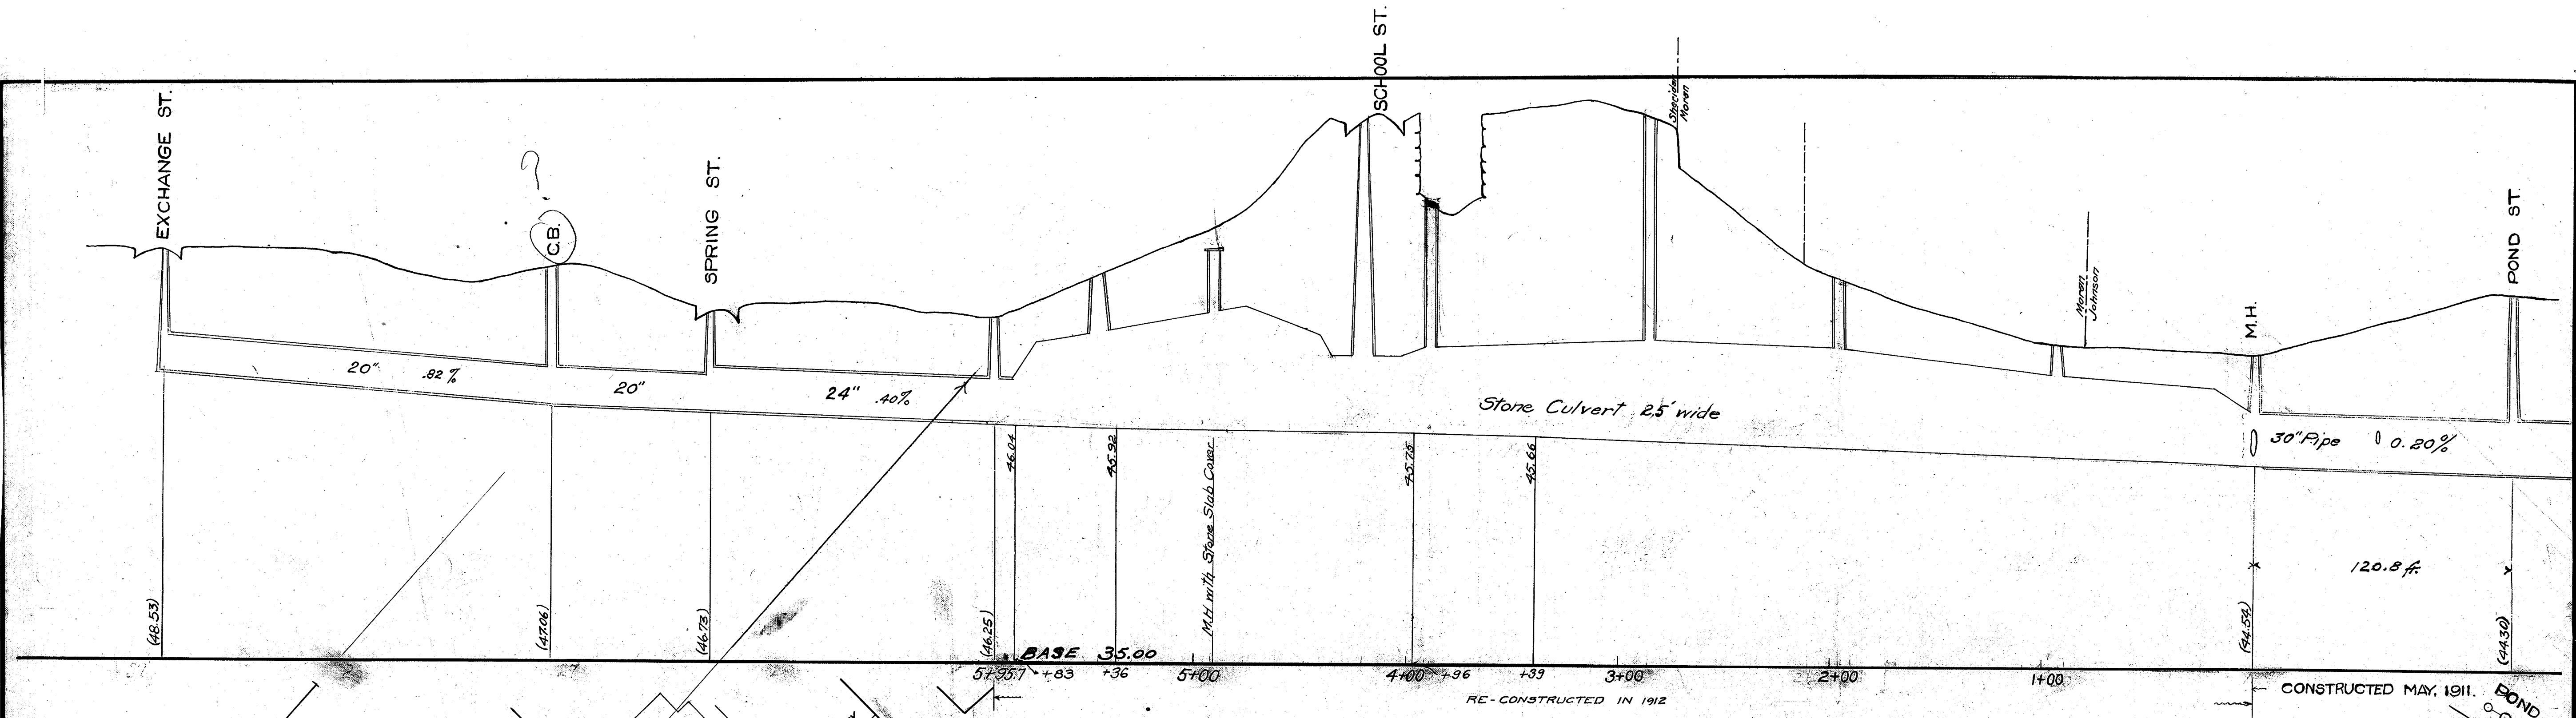 EXCHANGE ST.
?
C.B.
SPRING ST.
SCHOOL ST.
Sheridan
Moran
Moran
Johnson
M.H.
POND ST.
20" .82%
20"
24" .40%
Stone Culvert 2.5' wide
30" Pipe 0.20%
46.04
45.92
M.H. with Stone Slab Cover
45.75
45.66
120.8 ft.
(48.53)
(47.06)
(46.73)
(46.25)
(44.54)
(44.30)
BASE 35.00
5+95.7 +83 +36 5+00 4+00 +96 +39 3+00 2+00 1+00
RE-CONSTRUCTED IN 1912
CONSTRUCTED MAY, 1911.
POND